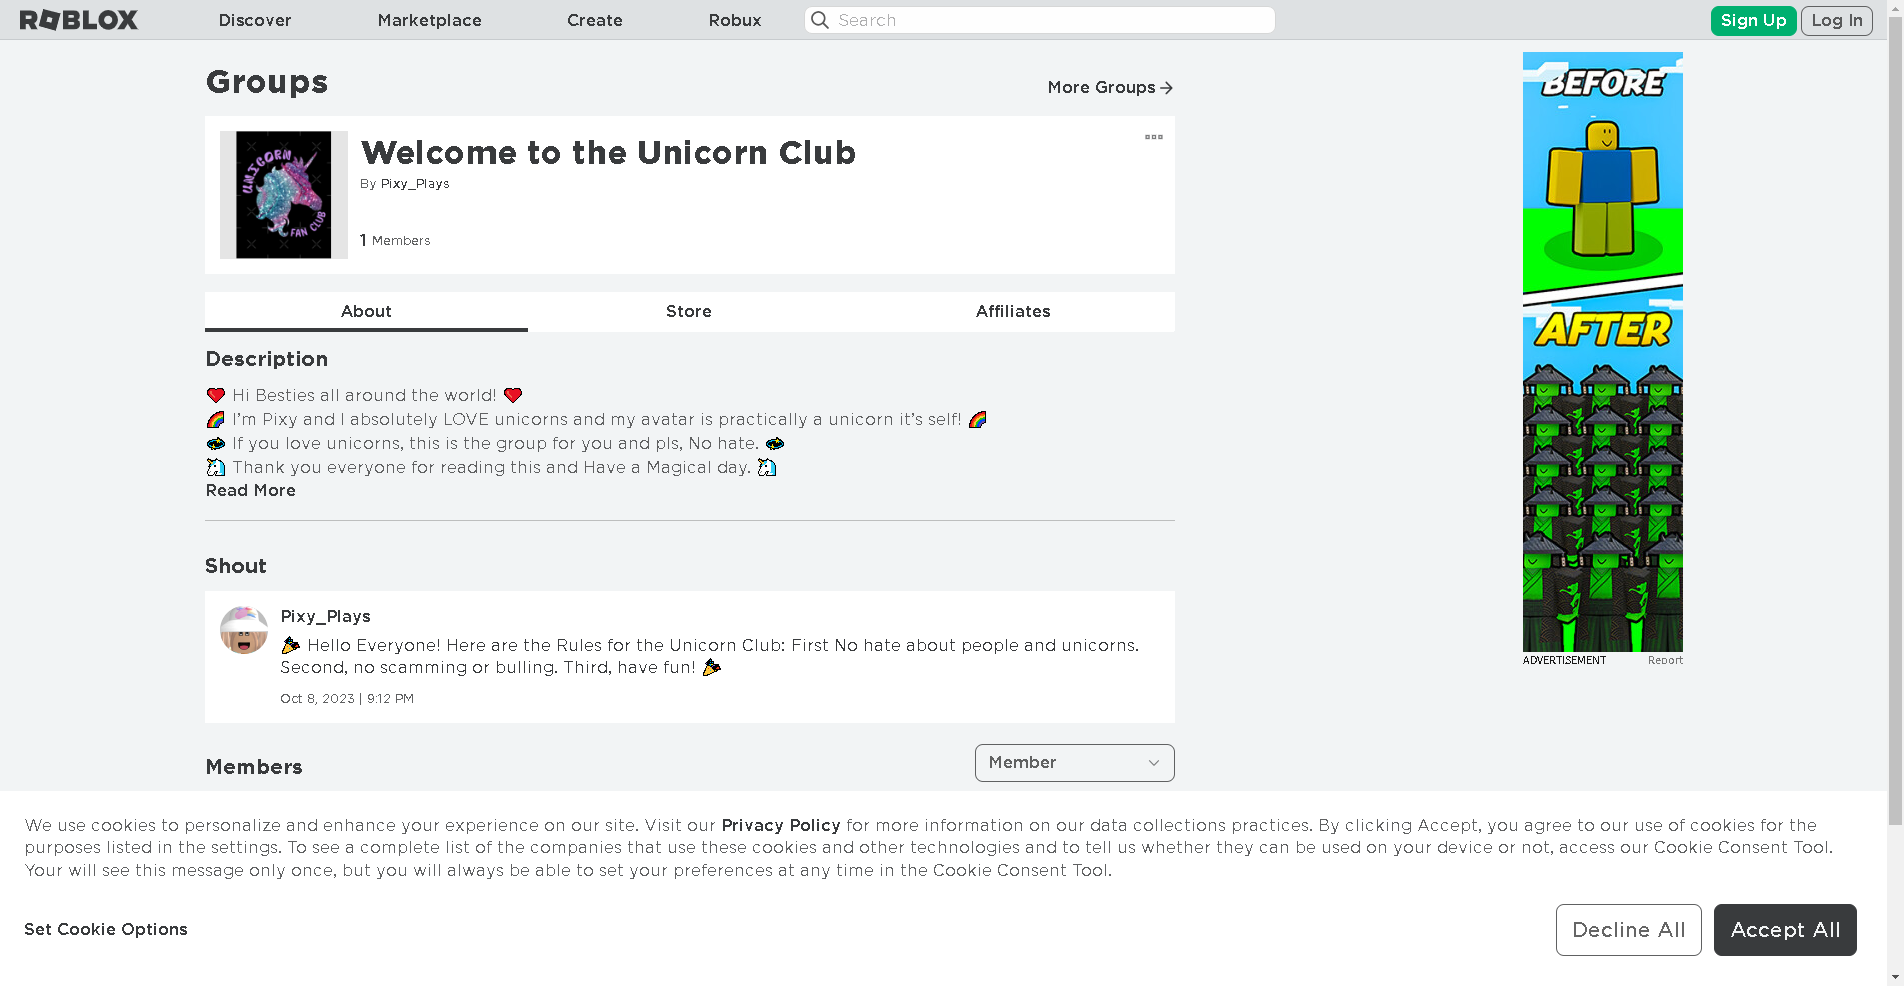 ROBLOX
Discover
Marketplace
Create
Robux
Search
Sign Up
Log In
Groups
More Groups
Welcome to the Unicorn Club
By Pixy_Plays
1 Members
UNICORN
FAN CLUB
About
Store
Affiliates
Description
❤️ Hi Besties all around the world! ❤️
🌈 I’m Pixy and I absolutely LOVE unicorns and my avatar is practically a unicorn it’s self! 🌈
💫 If you love unicorns, this is the group for you and pls, No hate. 💫
🦄 Thank you everyone for reading this and Have a Magical day. 🦄
Read More
Shout
Pixy_Plays
🎉 Hello Everyone! Here are the Rules for the Unicorn Club: First No hate about people and unicorns.
Second, no scamming or bulling. Third, have fun! 🎉
Oct 8, 2023 | 9:12 PM
Members
Member
BEFORE
AFTER
ADVERTISEMENT
Report
We use cookies to personalize and enhance your experience on our site. Visit our Privacy Policy for more information on our data collections practices. By clicking Accept, you agree to our use of cookies for the
purposes listed in the settings. To see a complete list of the companies that use these cookies and other technologies and to tell us whether they can be used on your device or not, access our Cookie Consent Tool.
Your will see this message only once, but you will always be able to set your preferences at any time in the Cookie Consent Tool.
Set Cookie Options
Decline All
Accept All